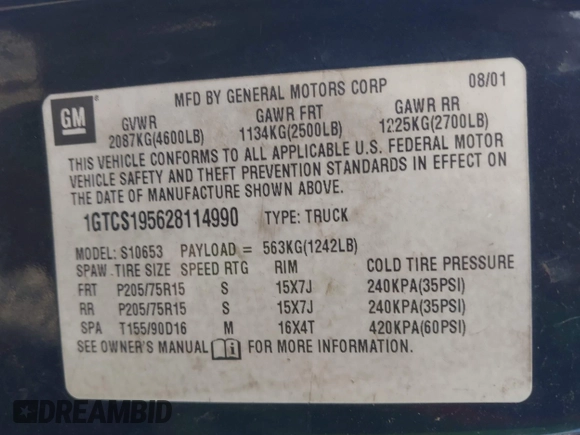 MFD BY GENERAL MOTORS CORP 08/01
GM®
GVWR GAWR FRT GAWR RR
2087KG(4600LB) 1134KG(2500LB) 1225KG(2700LB)
THIS VEHICLE CONFORMS TO ALL APPLICABLE U.S. FEDERAL MOTOR
VEHICLE SAFETY AND THEFT PREVENTION STANDARDS IN EFFECT ON
THE DATE OF MANUFACTURE SHOWN ABOVE.
1GTCS195628114990 TYPE: TRUCK
MODEL: S10653 PAYLOAD = 563KG(1242LB)
SPAW TIRE SIZE SPEED RTG RIM COLD TIRE PRESSURE
FRT P205/75R15 S 15X7J 240KPA(35PSI)
RR P205/75R15 S 15X7J 240KPA(35PSI)
SPA T155/90D16 M 16X4T 420KPA(60PSI)
SEE OWNER'S MANUAL FOR MORE INFORMATION.
DREAMBID